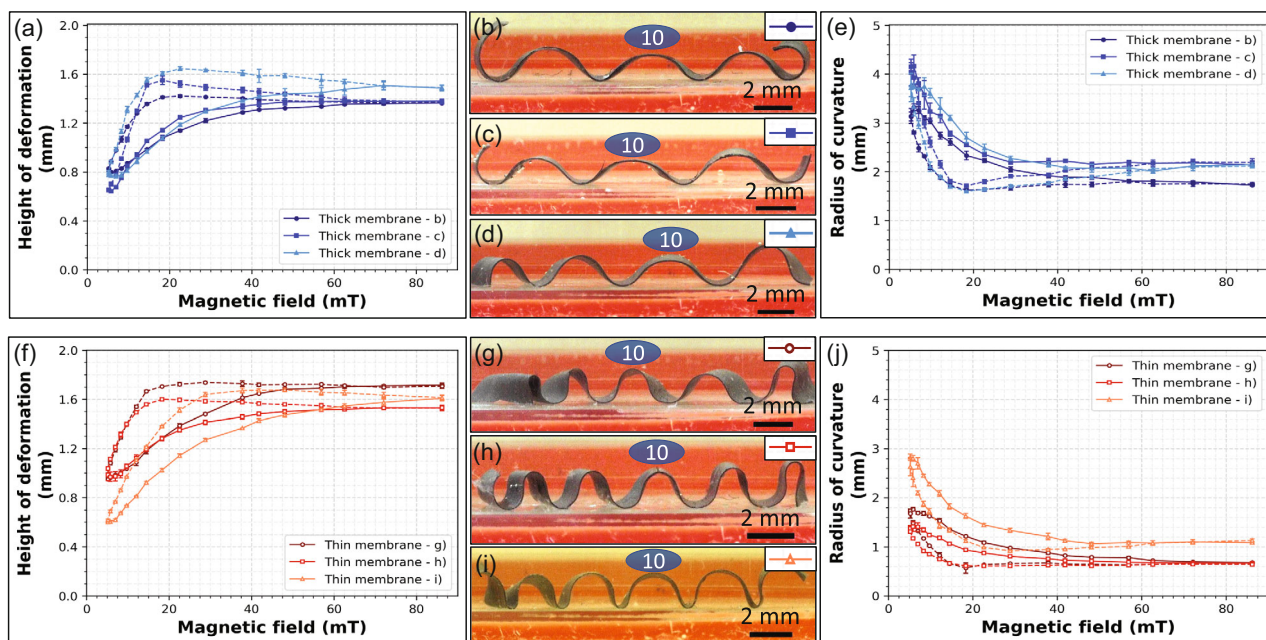 (a)
Height of deformation
(mm)
2.0
1.6
1.2
0.8
0.4
0.0
0
20
40
60
80
Magnetic field (mT)
Thick membrane - b)
Thick membrane - c)
Thick membrane - d)
(b)
10
2 mm
(c)
10
2 mm
(d)
10
2 mm
(e)
Radius of curvature
(mm)
5
4
3
2
1
0
0
20
40
60
80
Magnetic field (mT)
Thick membrane - b)
Thick membrane - c)
Thick membrane - d)
(f)
Height of deformation
(mm)
2.0
1.6
1.2
0.8
0.4
0.0
0
20
40
60
80
Magnetic field (mT)
Thin membrane - g)
Thin membrane - h)
Thin membrane - i)
(g)
10
2 mm
(h)
10
2 mm
(i)
10
2 mm
(j)
Radius of curvature
(mm)
5
4
3
2
1
0
0
20
40
60
80
Magnetic field (mT)
Thin membrane - g)
Thin membrane - h)
Thin membrane - i)